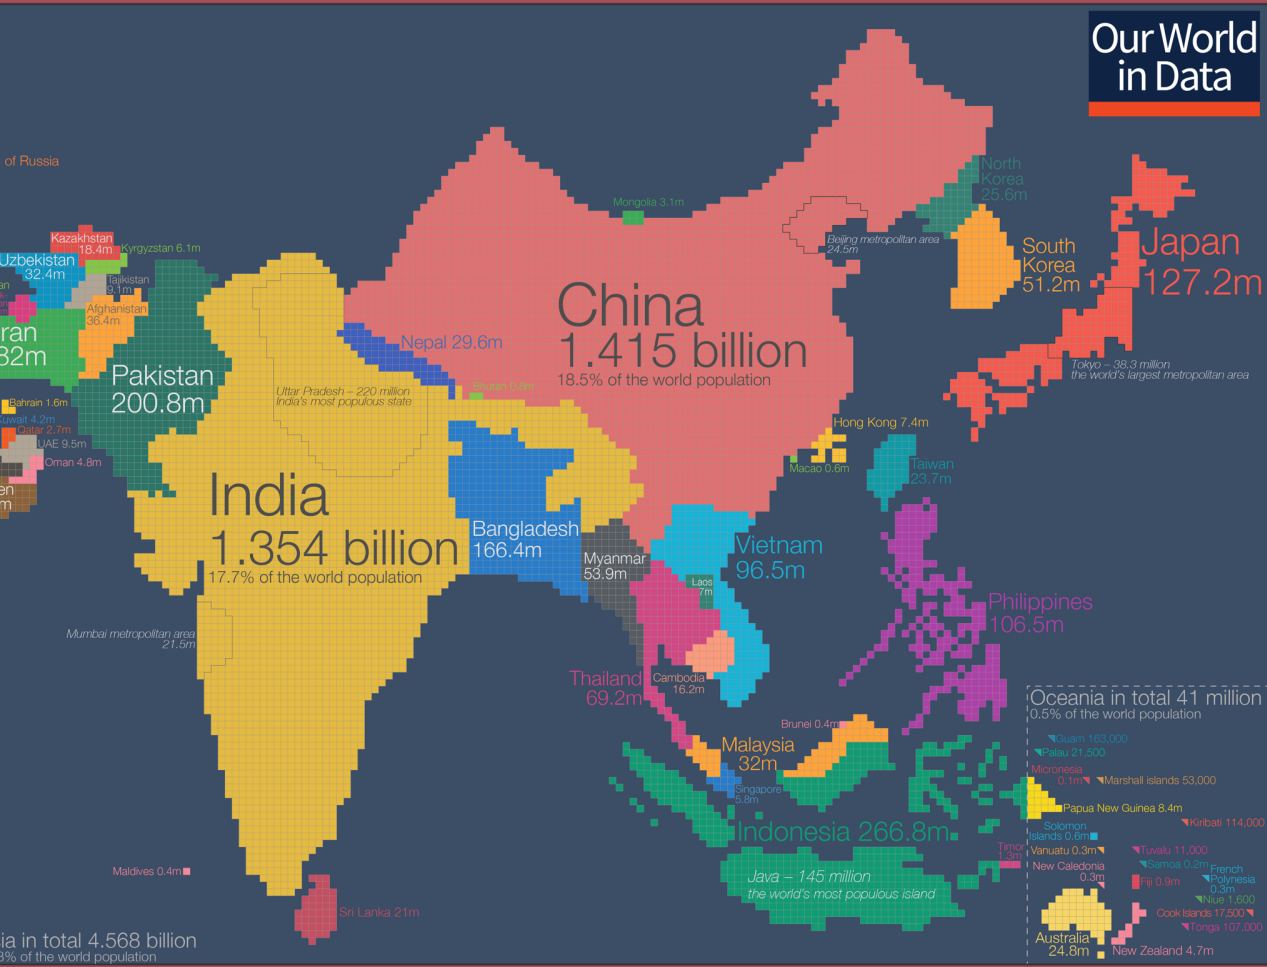 Our World
in Data
of Russia
North
Korea
25.6m
Mongolia 3.1m
Kazakhstan
18.4m
Kyrgyzstan 6.1m
Uzbekistan
32.4m
Tajikistan
9.1m
Afghanistan
36.4m
ran
82m
Beijing metropolitan area
24.5m
South
Korea
51.2m
Japan
127.2m
China
1.415 billion
18.5% of the world population
Nepal 29.6m
Bhutan 0.8m
Pakistan
200.8m
Uttar Pradesh – 220 million
India's most populous state
Tokyo – 38.3 million
the world's largest metropolitan area
Bahrain 1.6m
Kuwait 4.2m
Qatar 2.7m
UAE 9.5m
Oman 4.8m
en
m
Hong Kong 7.4m
Macao 0.6m
Taiwan
23.7m
India
1.354 billion
17.7% of the world population
Bangladesh
166.4m
Myanmar
53.9m
Vietnam
96.5m
Laos
7m
Philippines
106.5m
Mumbai metropolitan area
21.5m
Thailand
69.2m
Cambodia
16.2m
Brunei 0.4m
Malaysia
32m
Singapore
5.8m
Indonesia 266.8m
Java – 145 million
the world's most populous island
Timor
1.3m
Maldives 0.4m
Sri Lanka 21m
Oceania in total 41 million
0.5% of the world population
Guam 163,000
Palau 21,500
Micronesia
0.1m
Marshall islands 53,000
Papua New Guinea 8.4m
Kiribati 114,000
Solomon
Islands 0.6m
Vanuatu 0.3m
Tuvalu 11,000
New Caledonia
0.3m
Samoa 0.2m
French
Polynesia
0.3m
Fiji 0.9m
Niue 1,600
Cook Islands 17,500
Tonga 107,000
Australia
24.8m
New Zealand 4.7m
ia in total 4.568 billion
% of the world population